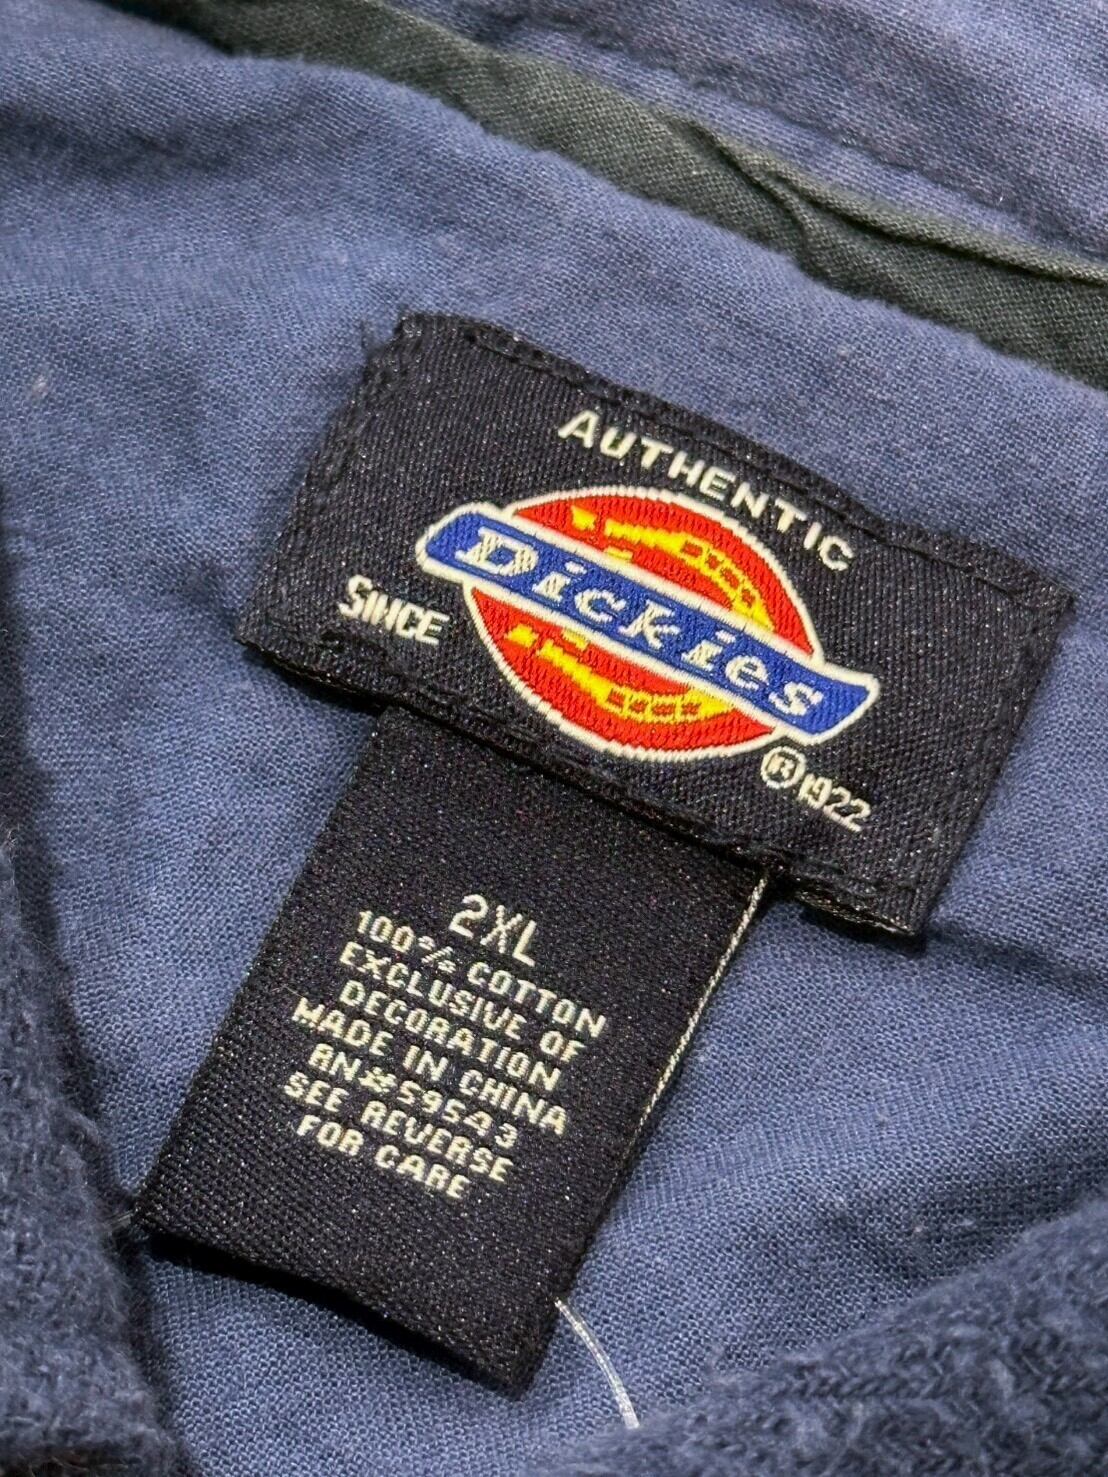 AUTHENTIC
Dickies
SINCE
®1922
2XL
100% COTTON
EXCLUSIVE OF
DECORATION
MADE IN CHINA
RN#59543
SEE REVERSE
FOR CARE